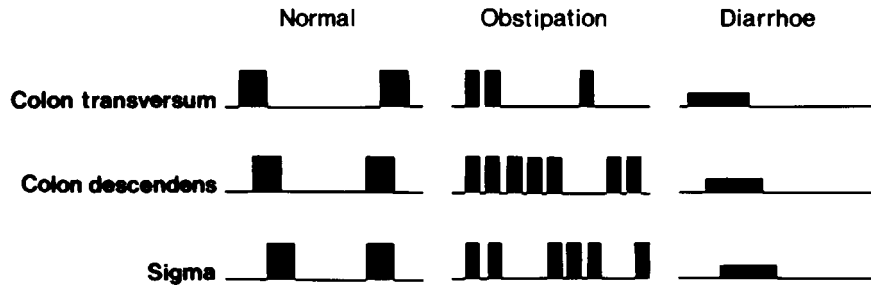 Normal Obstipation Diarrhoe
Colon transversum
Colon descendens
Sigma